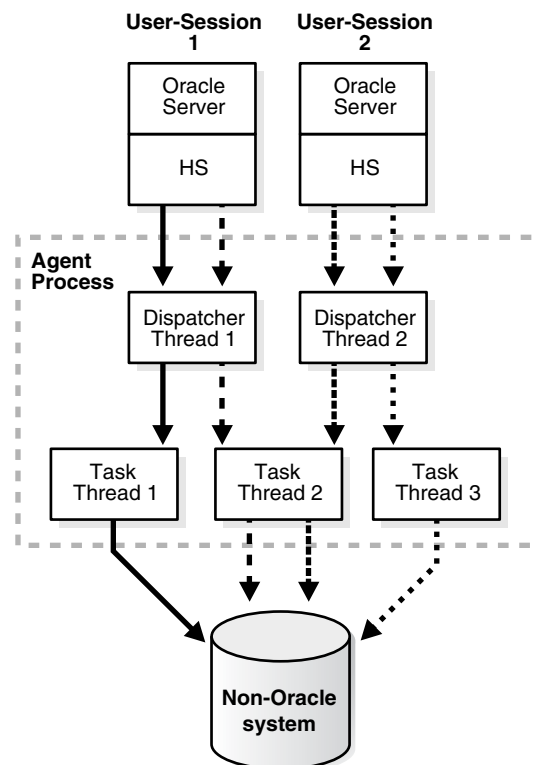 User-Session
1
User-Session
2
Oracle
Server
HS
Oracle
Server
HS
Agent
Process
Dispatcher
Thread 1
Dispatcher
Thread 2
Task
Thread 1
Task
Thread 2
Task
Thread 3
Non-Oracle
system